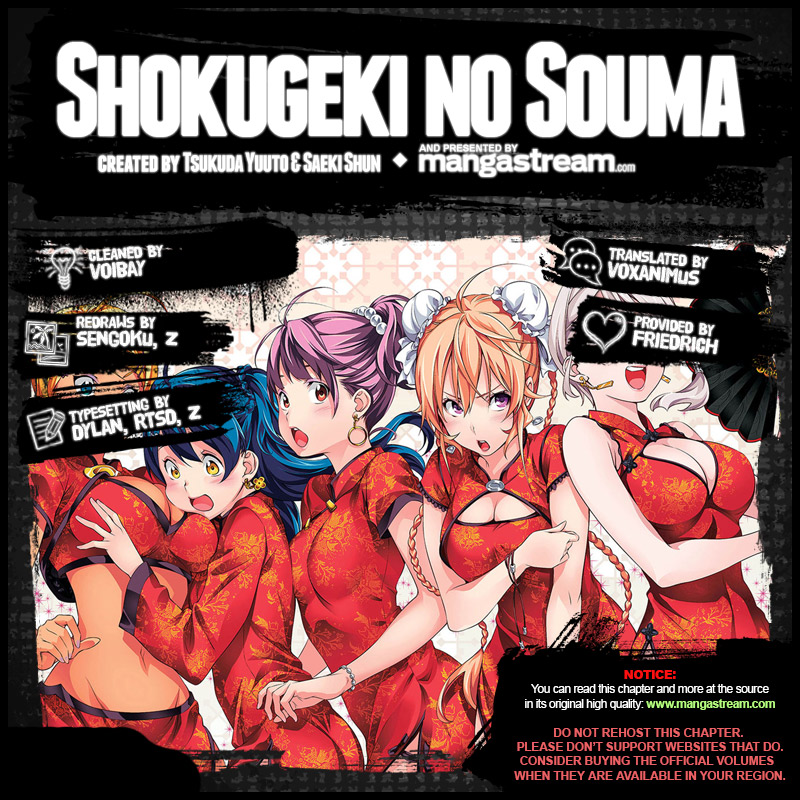 SHOKUGEKI NO SOUMA
CREATED BY TSUKUDA YUUTO & SAEKI SHUN ◆ AND PRESENTED BY mangastream.com
CLEANED BY
VOIBAY
TRANSLATED BY
VOXANIMUS
REDRAWS BY
SENGOKU, Z
PROVIDED BY
FRIEDRICH
TYPESETTING BY
DYLAN, RTSD, Z
NOTICE:
You can read this chapter and more at the source
in its original high quality: www.mangastream.com
DO NOT REHOST THIS CHAPTER.
PLEASE DON'T SUPPORT WEBSITES THAT DO.
CONSIDER BUYING THE OFFICIAL VOLUMES
WHEN THEY ARE AVAILABLE IN YOUR REGION.